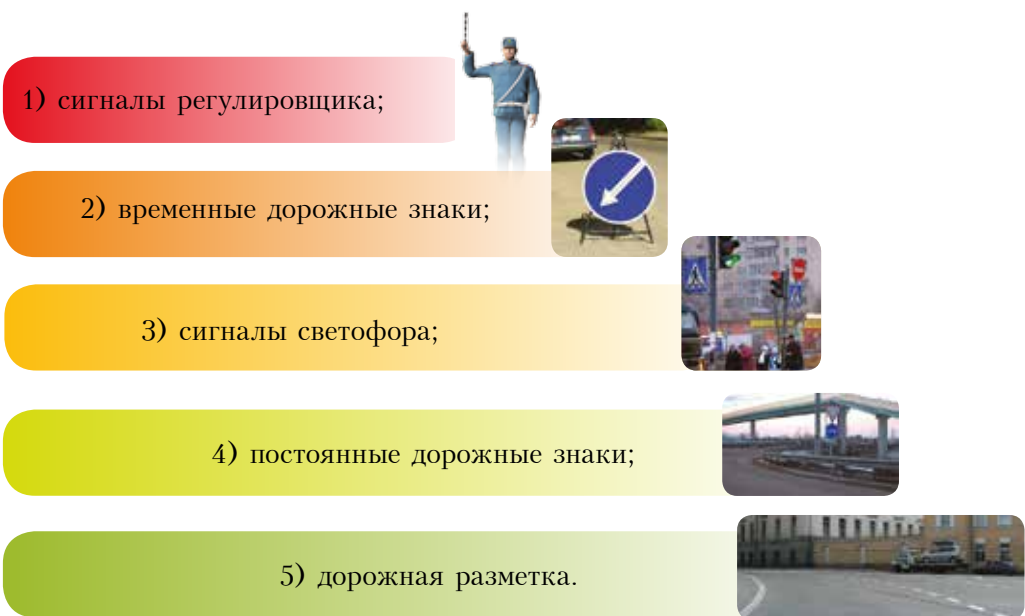 1) сигналы регулировщика;
2) временные дорожные знаки;
3) сигналы светофора;
4) постоянные дорожные знаки;
5) дорожная разметка.